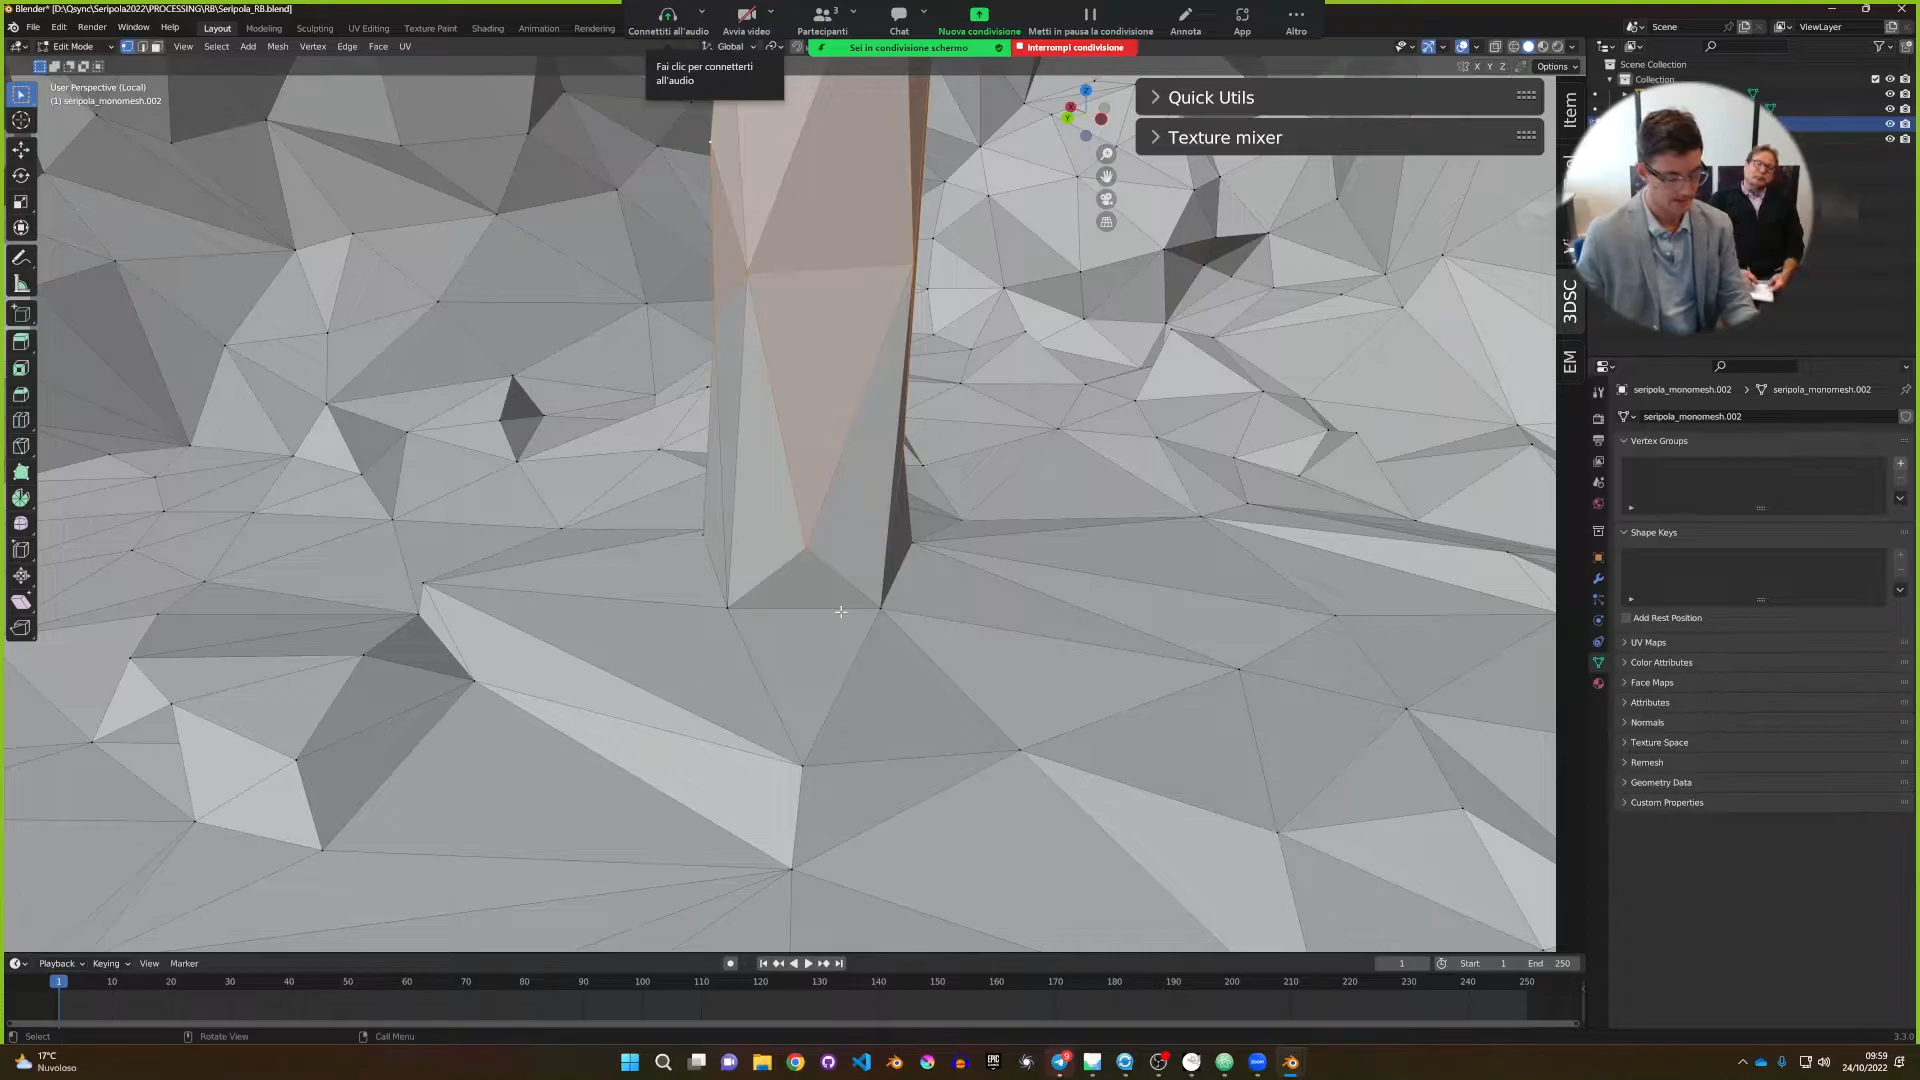 Blender* [D:\Qsync\Seripola2022\PROCESSING\RB\Seripola_RB.blend]
File Edit Render Window Help Layout Modeling Sculpting UV Editing Texture Paint Shading Animation Rendering
Connettiti all'audio Avvia video Partecipanti 3 Chat Nuova condivisione Metti in pausa la condivisione Annota App Altro
Sei in condivisione schermo Interrompi condivisione
Fai clic per connetterti
all'audio
Scene ViewLayer
Edit Mode View Select Add Mesh Vertex Edge Face UV Global
X Y Z Options
Scene Collection
Collection
User Perspective (Local)
(1) seripola_monomesh.002
Quick Utils
Texture mixer
Item
3DSC
EM
seripola_monomesh.002 seripola_monomesh.002
seripola_monomesh.002
Vertex Groups
Shape Keys
Add Rest Position
UV Maps
Color Attributes
Face Maps
Attributes
Normals
Texture Space
Remesh
Geometry Data
Custom Properties
Playback Keying View Marker 1 Start 1 End 250
1 10 20 30 40 50 60 70 80 90 100 110 120 130 140 150 160 170 180 190 200 210 220 230 240 250
Select Rotate View Call Menu 3.3.0
17°C
Nuvoloso
EPIC
GAMES
9
zoom
09:59
24/10/2022